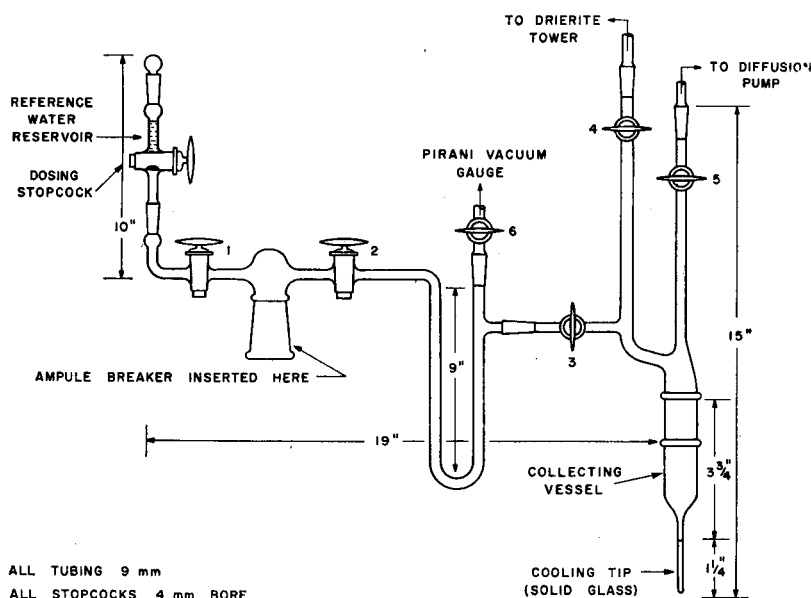 TO DRIERITE
TOWER
TO DIFFUSION
PUMP
REFERENCE
WATER
RESERVOIR
DOSING
STOPCOCK
10"
PIRANI VACUUM
GAUGE
4
5
6
1
2
3
9"
15"
AMPULE BREAKER INSERTED HERE
19"
COLLECTING
VESSEL
3 3/4"
COOLING TIP
(SOLID GLASS)
1 1/4"
ALL TUBING 9 mm
ALL STOPCOCKS 4 mm BORE